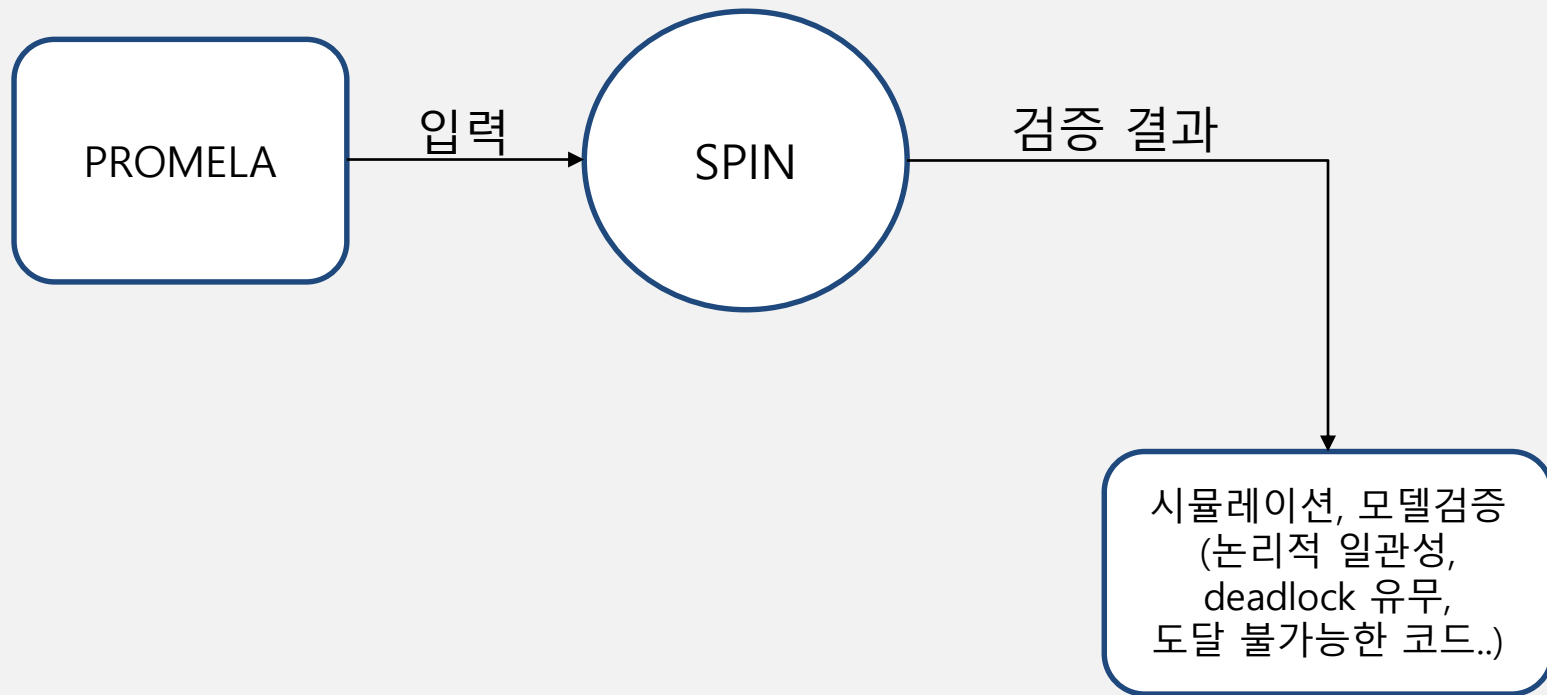 PROMELA
입력
SPIN
검증 결과
시뮬레이션, 모델검증
(논리적 일관성,
deadlock 유무,
도달 불가능한 코드..)